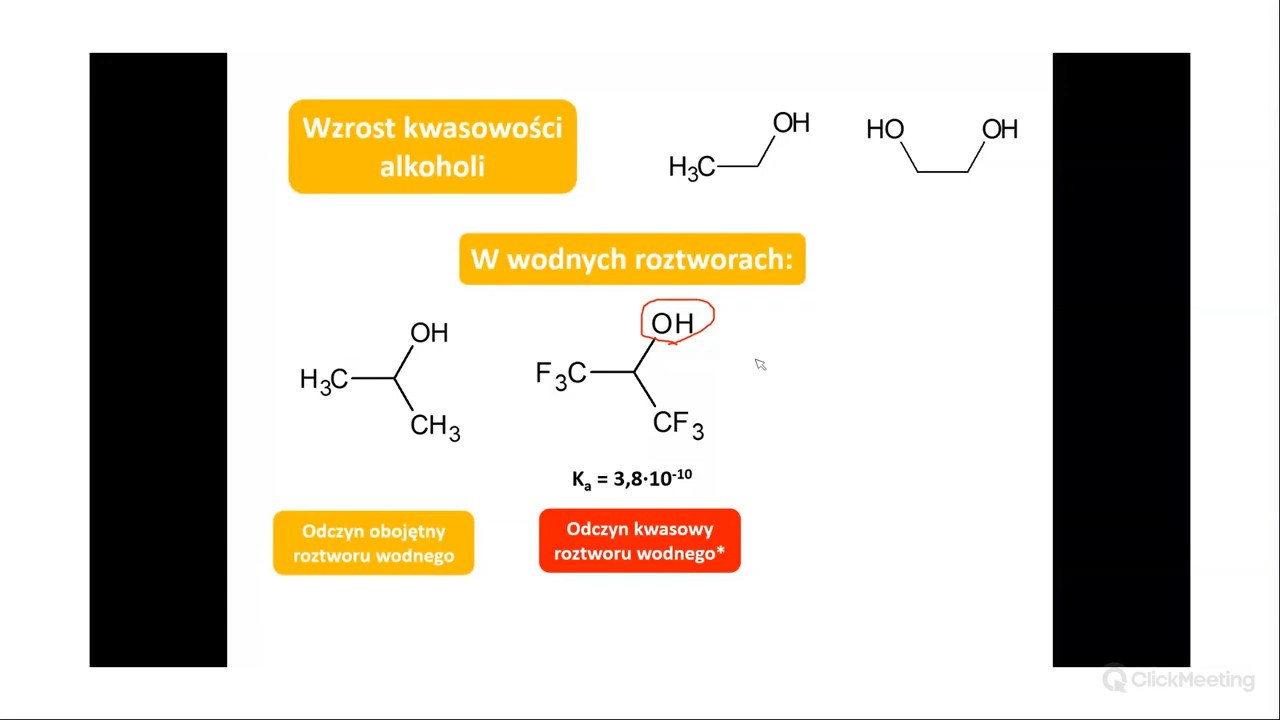 Wzrost kwasowości
alkoholi
OH
H₃C
HO
OH
W wodnych roztworach:
OH
H₃C
CH₃
OH
F₃C
CF₃
Kₐ = 3,8·10⁻¹⁰
Odczyn obojętny
roztworu wodnego
Odczyn kwasowy
roztworu wodnego*
ClickMeeting